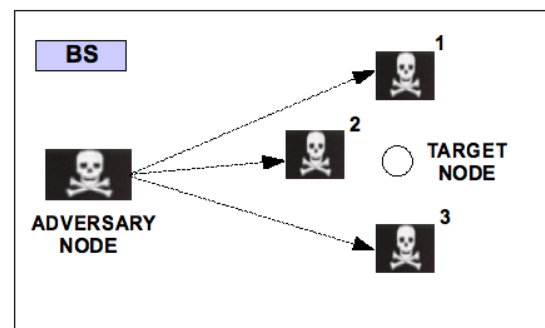 BS
1
2
TARGET
NODE
ADVERSARY
NODE
3